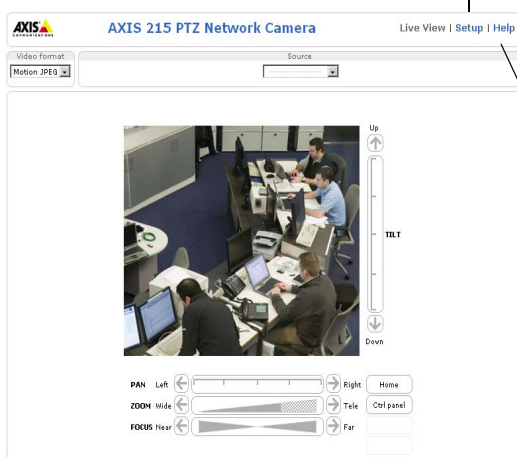 AXIS
COMMUNICATIONS
AXIS 215 PTZ Network Camera
Live View | Setup | Help
Video format
Source
Motion JPEG
Up
TILT
Down
PAN Left Right Home
ZOOM Wide Tele Ctrl panel
FOCUS Near Far